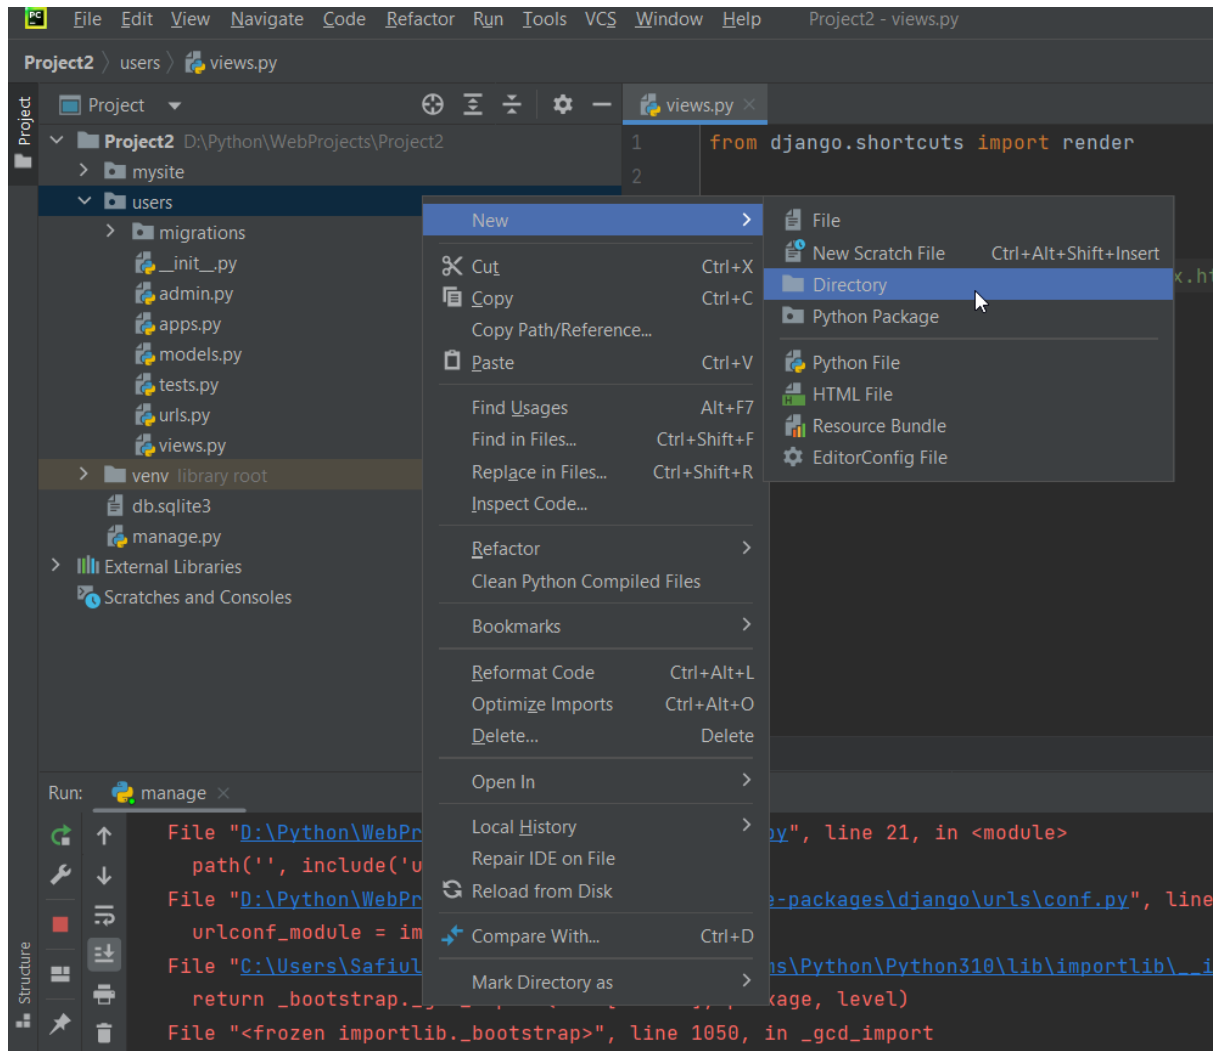 PC File Edit View Navigate Code Refactor Run Tools VCS Window Help Project2 - views.py
Project2 users views.py
Project
Project
views.py
Project2 D:\Python\WebProjects\Project2
mysite
users
migrations
__init__.py
admin.py
apps.py
models.py
tests.py
urls.py
views.py
venv library root
db.sqlite3
manage.py
External Libraries
Scratches and Consoles
1 from django.shortcuts import render
2
x.ht
New
Cut Ctrl+X
Copy Ctrl+C
Copy Path/Reference...
Paste Ctrl+V
Find Usages Alt+F7
Find in Files... Ctrl+Shift+F
Replace in Files... Ctrl+Shift+R
Inspect Code...
Refactor
Clean Python Compiled Files
Bookmarks
Reformat Code Ctrl+Alt+L
Optimize Imports Ctrl+Alt+O
Delete... Delete
Open In
Local History
Repair IDE on File
Reload from Disk
Compare With... Ctrl+D
Mark Directory as
File
New Scratch File Ctrl+Alt+Shift+Insert
Directory
Python Package
Python File
HTML File
Resource Bundle
EditorConfig File
Run: manage
File "D:\Python\WebPr py", line 21, in <module>
path('', include('u
File "D:\Python\WebPr e-packages\django\urls\conf.py", line
urlconf_module = im
File "C:\Users\Safiul ms\Python\Python310\lib\importlib\__i
return _bootstrap. kage, level)
File "<frozen importlib._bootstrap>", line 1050, in _gcd_import
Structure